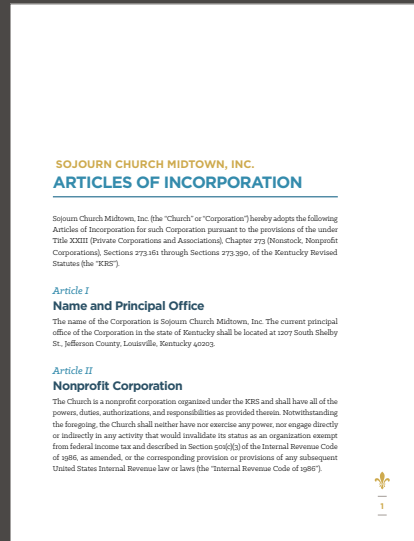 SOJOURN CHURCH MIDTOWN, INC.
ARTICLES OF INCORPORATION
Sojourn Church Midtown, Inc. (the “Church” or “Corporation”) hereby adopts the following
Articles of Incorporation for such Corporation pursuant to the provisions of the under
Title XXIII (Private Corporations and Associations), Chapter 273 (Nonstock, Nonprofit
Corporations), Sections 273.161 through Sections 273.390, of the Kentucky Revised
Statutes (the “KRS”).
Article I
Name and Principal Office
The name of the Corporation is Sojourn Church Midtown, Inc. The current principal
office of the Corporation in the state of Kentucky shall be located at 1207 South Shelby
St., Jefferson County, Louisville, Kentucky 40203.
Article II
Nonprofit Corporation
The Church is a nonprofit corporation organized under the KRS and shall have all of the
powers, duties, authorizations, and responsibilities as provided therein. Notwithstanding
the foregoing, the Church shall neither have nor exercise any power, nor engage directly
or indirectly in any activity that would invalidate its status as an organization exempt
from federal income tax and described in Section 501(c)(3) of the Internal Revenue Code
of 1986, as amended, or the corresponding provision or provisions of any subsequent
United States Internal Revenue law or laws (the “Internal Revenue Code of 1986”).
1